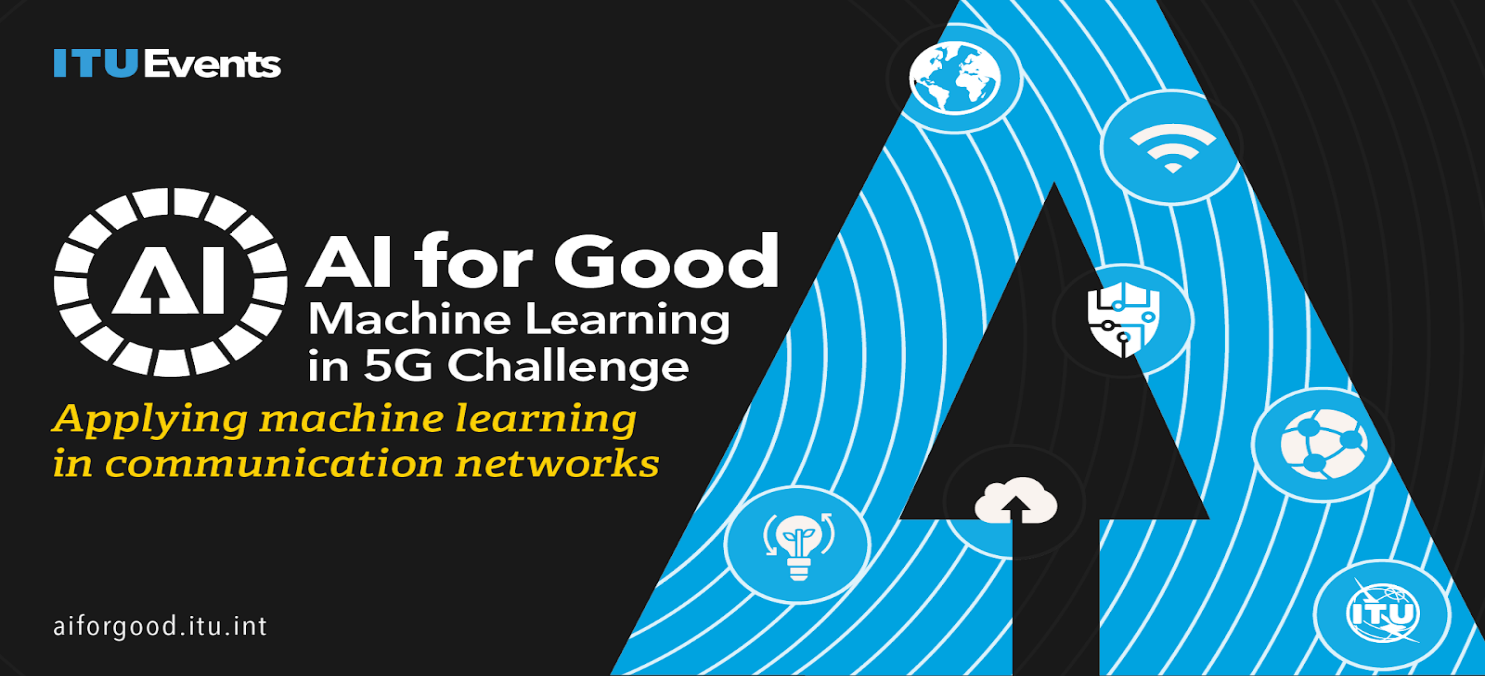 ITUEvents
AI
AI for Good
Machine Learning
in 5G Challenge
Applying machine learning
in communication networks
aiforgood.itu.int
ITU